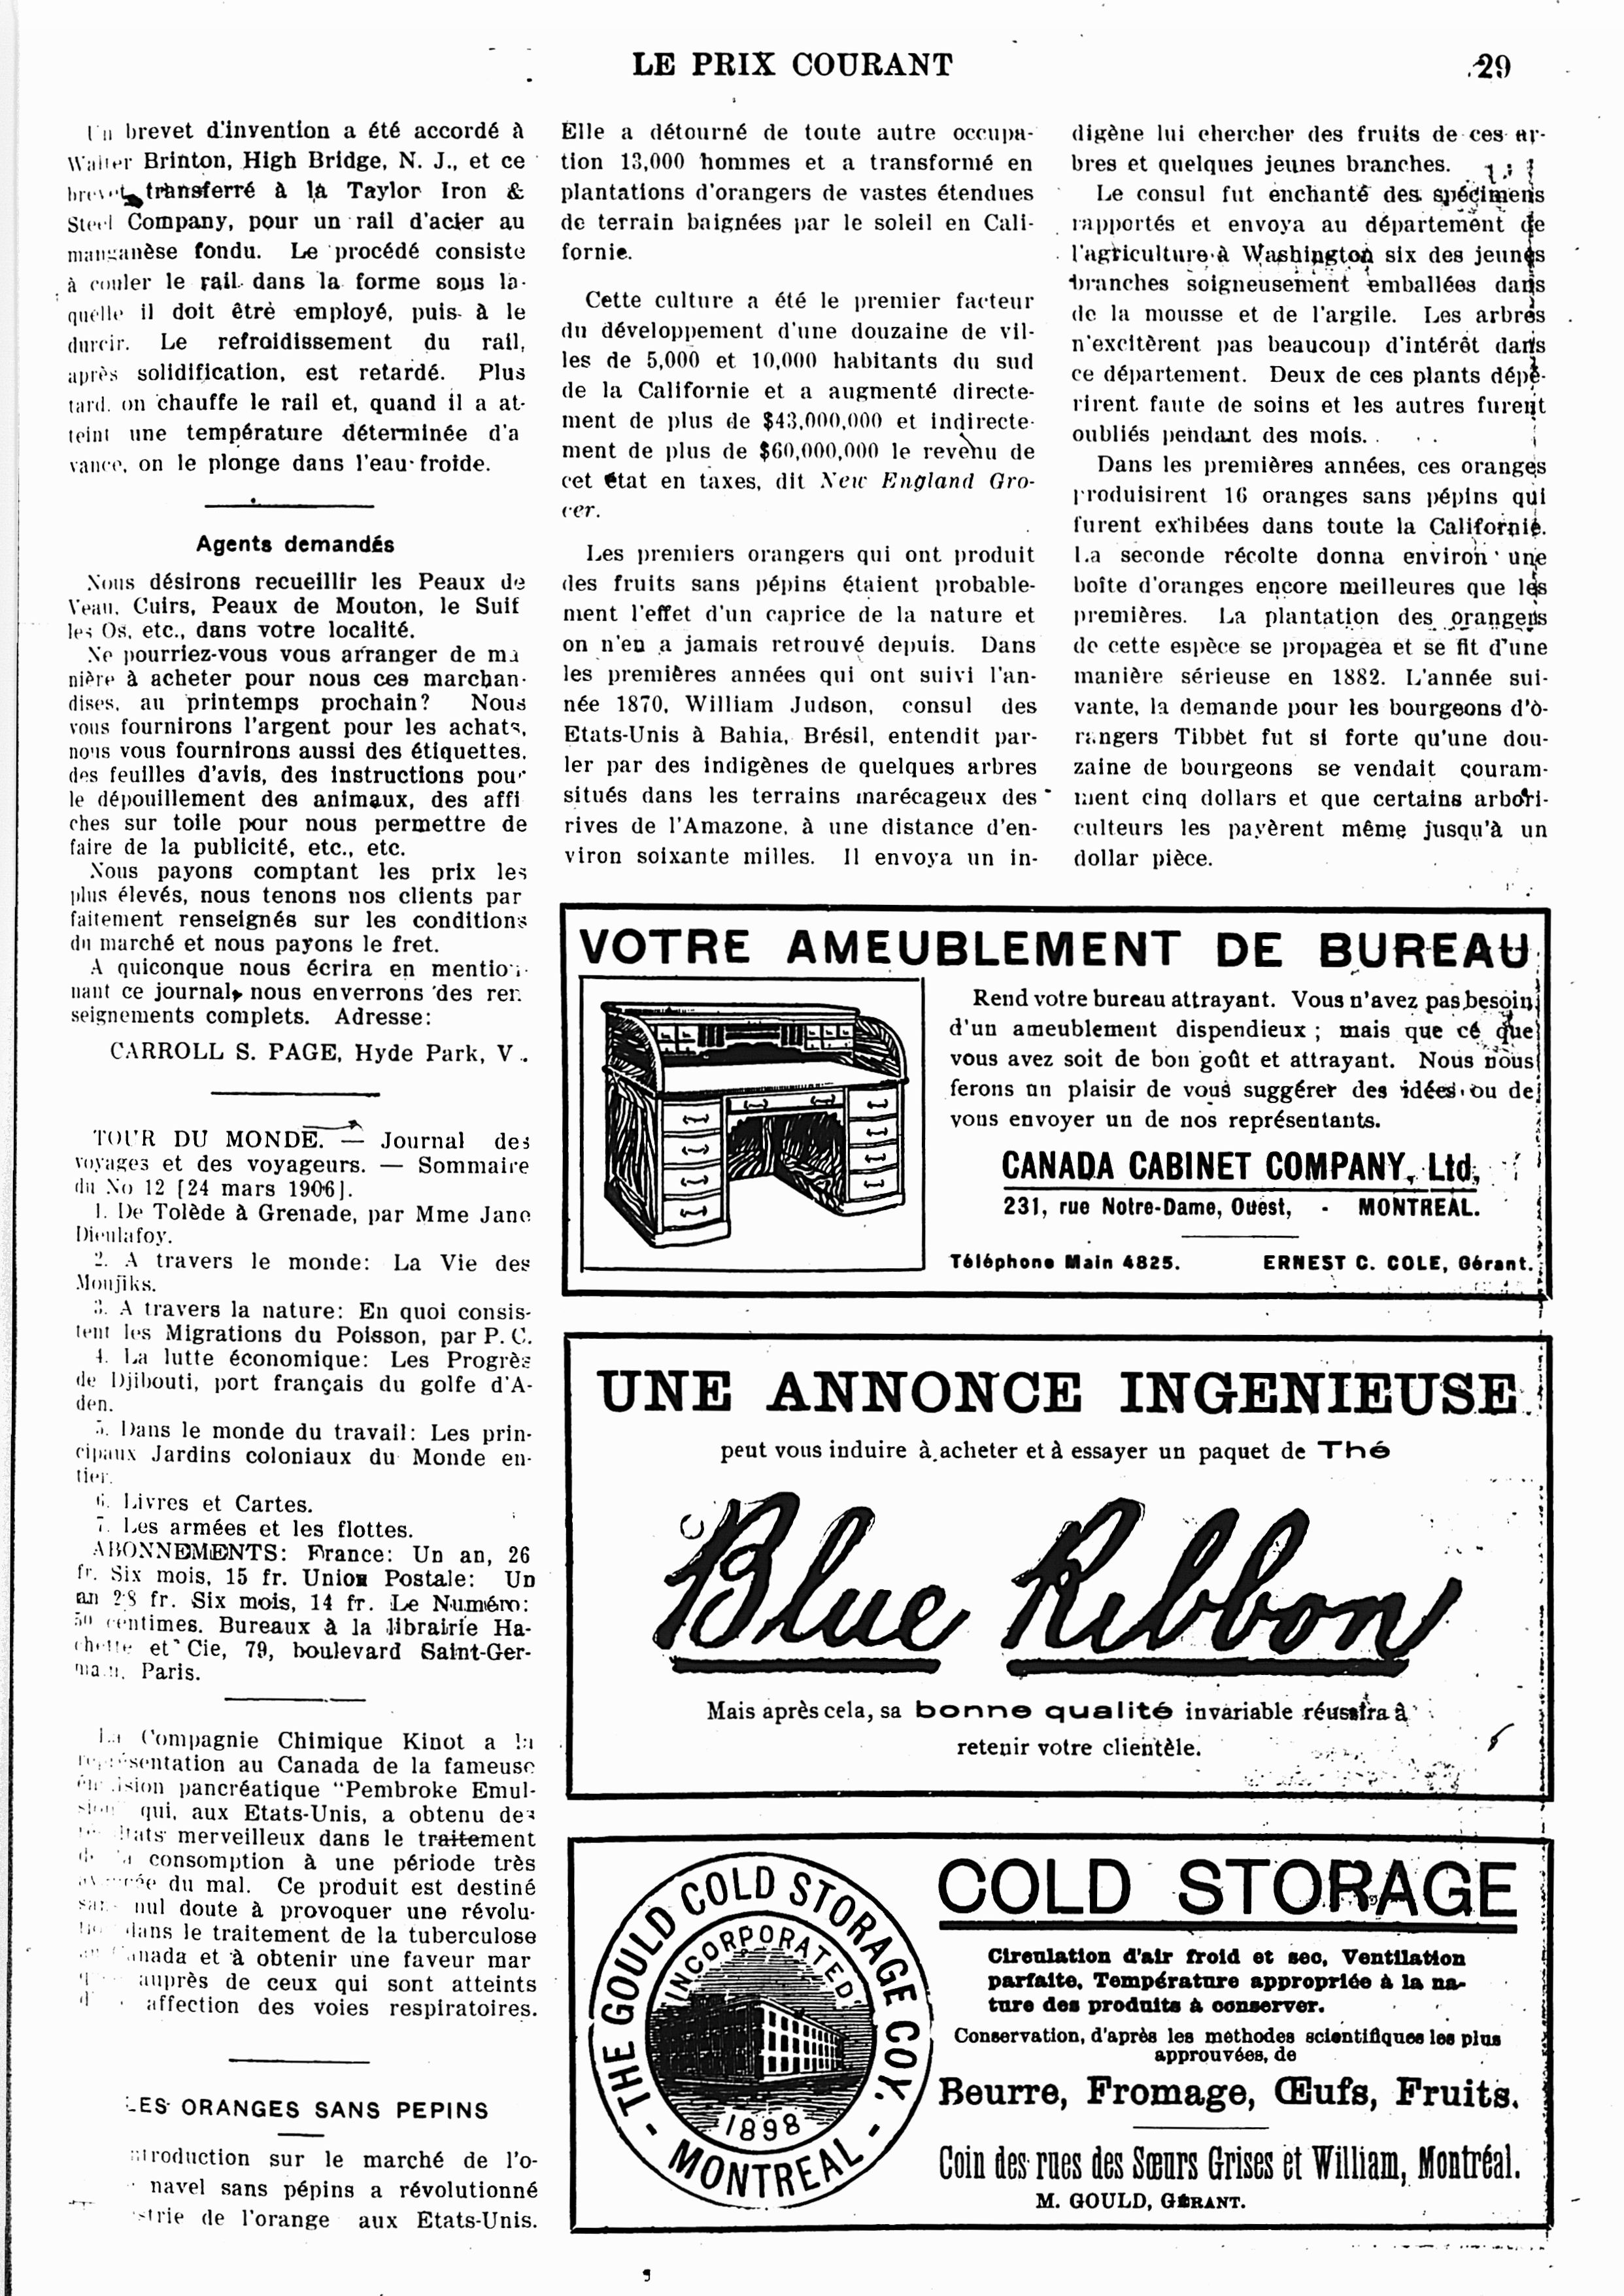 LE PRIX COURANT
29
Un brevet d'invention a été accordé à
Walter Brinton, High Bridge, N. J., et ce
brevet transferré à la Taylor Iron &
Steel Company, pour un rail d'acier au
manganèse fondu. Le procédé consiste
à couler le rail dans la forme sous la-
quelle il doit être employé, puis à le
durcir. Le refroidissement du rail,
après solidification, est retardé. Plus
tard, on chauffe le rail et, quand il a at-
teint une température déterminée d'a
vance, on le plonge dans l'eau froide.
Agents demandés
Nous désirons recueillir les Peaux de
Veau, Cuirs, Peaux de Mouton, le Suif
les Os, etc., dans votre localité.
Ne pourriez-vous vous arranger de ma
nière à acheter pour nous ces marchan-
dises, au printemps prochain? Nous
vous fournirons l'argent pour les achats,
nous vous fournirons aussi des étiquettes,
des feuilles d'avis, des instructions pour
le dépouillement des animaux, des affi
ches sur toile pour nous permettre de
faire de la publicité, etc., etc.
Nous payons comptant les prix les
plus élevés, nous tenons nos clients par
faitement renseignés sur les conditions
du marché et nous payons le fret.
A quiconque nous écrira en mention-
nant ce journal, nous enverrons des ren
seignements complets. Adresse:
CARROLL S. PAGE, Hyde Park, V .
TOUR DU MONDE. — Journal des
voyages et des voyageurs. — Sommaire
du No 12 [24 mars 1906].
1. De Tolède à Grenade, par Mme Jane
Dieulafoy.
2. A travers le monde: La Vie des
Moujiks.
3. A travers la nature: En quoi consis-
tent les Migrations du Poisson, par P. C.
4. La lutte économique: Les Progrès
de Djibouti, port français du golfe d'A-
den.
5. Dans le monde du travail: Les prin-
cipaux Jardins coloniaux du Monde en-
tier.
6. Livres et Cartes.
7. Les armées et les flottes.
ABONNEMENTS: France: Un an, 26
fr. Six mois, 15 fr. Union Postale: Un
an 28 fr. Six mois, 14 fr. Le Numéro:
50 centimes. Bureaux à la librairie Ha-
chette et Cie, 79, boulevard Saint-Ger-
main, Paris.
La Compagnie Chimique Kinot a la
représentation au Canada de la fameuse
émulsion pancréatique "Pembroke Emul-
sion" qui, aux Etats-Unis, a obtenu des
résultats merveilleux dans le traitement
de la consomption à une période très
avancée du mal. Ce produit est destiné
sans nul doute à provoquer une révolu-
tion dans le traitement de la tuberculose
au Canada et à obtenir une faveur mar
auprès de ceux qui sont atteints
affection des voies respiratoires.
LES ORANGES SANS PEPINS
troduction sur le marché de l'o-
navel sans pépins a révolutionné
strie de l'orange aux Etats-Unis.
Elle a détourné de toute autre occupa-
tion 13,000 hommes et a transformé en
plantations d'orangers de vastes étendues
de terrain baignées par le soleil en Cali-
fornie.
Cette culture a été le premier facteur
du développement d'une douzaine de vil-
les de 5,000 et 10,000 habitants du sud
de la Californie et a augmenté directe-
ment de plus de $43,000,000 et indirecte-
ment de plus de $60,000,000 le revenu de
cet état en taxes, dit New England Gro-
cer.
Les premiers orangers qui ont produit
des fruits sans pépins étaient probable-
ment l'effet d'un caprice de la nature et
on n'en a jamais retrouvé depuis. Dans
les premières années qui ont suivi l'an-
née 1870, William Judson, consul des
Etats-Unis à Bahia, Brésil, entendit par-
ler par des indigènes de quelques arbres
situés dans les terrains marécageux des
rives de l'Amazone, à une distance d'en-
viron soixante milles. Il envoya un in-
digène lui chercher des fruits de ces ar-
bres et quelques jeunes branches.
Le consul fut enchanté des spécimens
rapportés et envoya au département de
l'agriculture à Washington six des jeunes
branches soigneusement emballées dans
de la mousse et de l'argile. Les arbres
n'excitèrent pas beaucoup d'intérêt dans
ce département. Deux de ces plants dépé-
rirent faute de soins et les autres furent
oubliés pendant des mois.
Dans les premières années, ces oranges
produisirent 16 oranges sans pépins qui
furent exhibées dans toute la Californie.
La seconde récolte donna environ une
boîte d'oranges encore meilleures que les
premières. La plantation des orangers
de cette espèce se propagea et se fit d'une
manière sérieuse en 1882. L'année sui-
vante, la demande pour les bourgeons d'o-
rangers Tibbet fut si forte qu'une dou-
zaine de bourgeons se vendait couram-
ment cinq dollars et que certains arbori-
culteurs les payèrent même jusqu'à un
dollar pièce.
VOTRE AMEUBLEMENT DE BUREAU
Rend votre bureau attrayant. Vous n'avez pas besoin
d'un ameublement dispendieux ; mais que ce que
vous avez soit de bon goût et attrayant. Nous nous
ferons un plaisir de vous suggérer des idées ou de
vous envoyer un de nos représentants.
CANADA CABINET COMPANY, Ltd,
231, rue Notre-Dame, Ouest, - MONTREAL.
Téléphone Main 4825. ERNEST C. COLE, Gérant.
UNE ANNONCE INGENIEUSE
peut vous induire à acheter et à essayer un paquet de Thé
Blue Ribbon
Mais après cela, sa bonne qualité invariable réussira à
retenir votre clientèle.
THE GOULD COLD STORAGE COY.
INCORPORATED
1898
- MONTREAL -
COLD STORAGE
Circulation d'air froid et sec, Ventilation
parfaite, Température appropriée à la na-
ture des produits à conserver.
Conservation, d'après les méthodes scientifiques les plus
approuvées, de
Beurre, Fromage, Œufs, Fruits.
Coin des rues des Sœurs Grises et William, Montréal.
M. GOULD, GÉRANT.